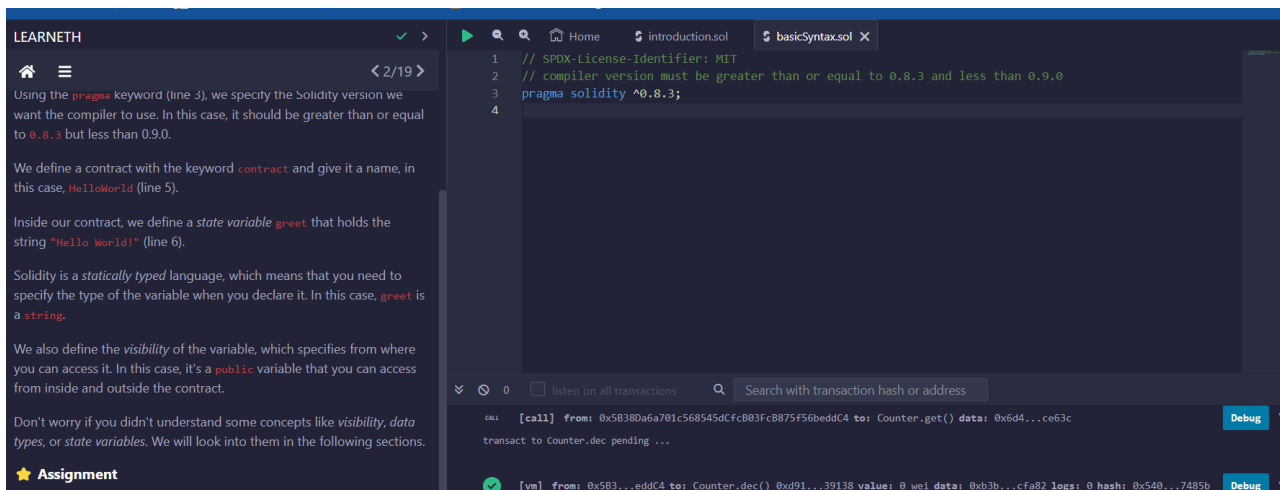 LEARNETH
2/19
Using the pragma keyword (line 3), we specify the Solidity version we
want the compiler to use. In this case, it should be greater than or equal
to 0.8.3 but less than 0.9.0.
We define a contract with the keyword contract and give it a name, in
this case, HelloWorld (line 5).
Inside our contract, we define a state variable greet that holds the
string "Hello World!" (line 6).
Solidity is a statically typed language, which means that you need to
specify the type of the variable when you declare it. In this case, greet is
a string.
We also define the visibility of the variable, which specifies from where
you can access it. In this case, it's a public variable that you can access
from inside and outside the contract.
Don't worry if you didn't understand some concepts like visibility, data
types, or state variables. We will look into them in the following sections.
Assignment
Home introduction.sol basicSyntax.sol
1 // SPDX-License-Identifier: MIT
2 // compiler version must be greater than or equal to 0.8.3 and less than 0.9.0
3 pragma solidity ^0.8.3;
4
0 listen on all transactions Search with transaction hash or address
CALL [call] from: 0x5B38Da6a701c568545dCfcB03FcB875f56beddC4 to: Counter.get() data: 0x6d4...ce63c Debug
transact to Counter.dec pending ...
[vm] from: 0x5B3...eddC4 to: Counter.dec() 0xd91...39138 value: 0 wei data: 0xb3b...cfa82 logs: 0 hash: 0x540...7485b Debug